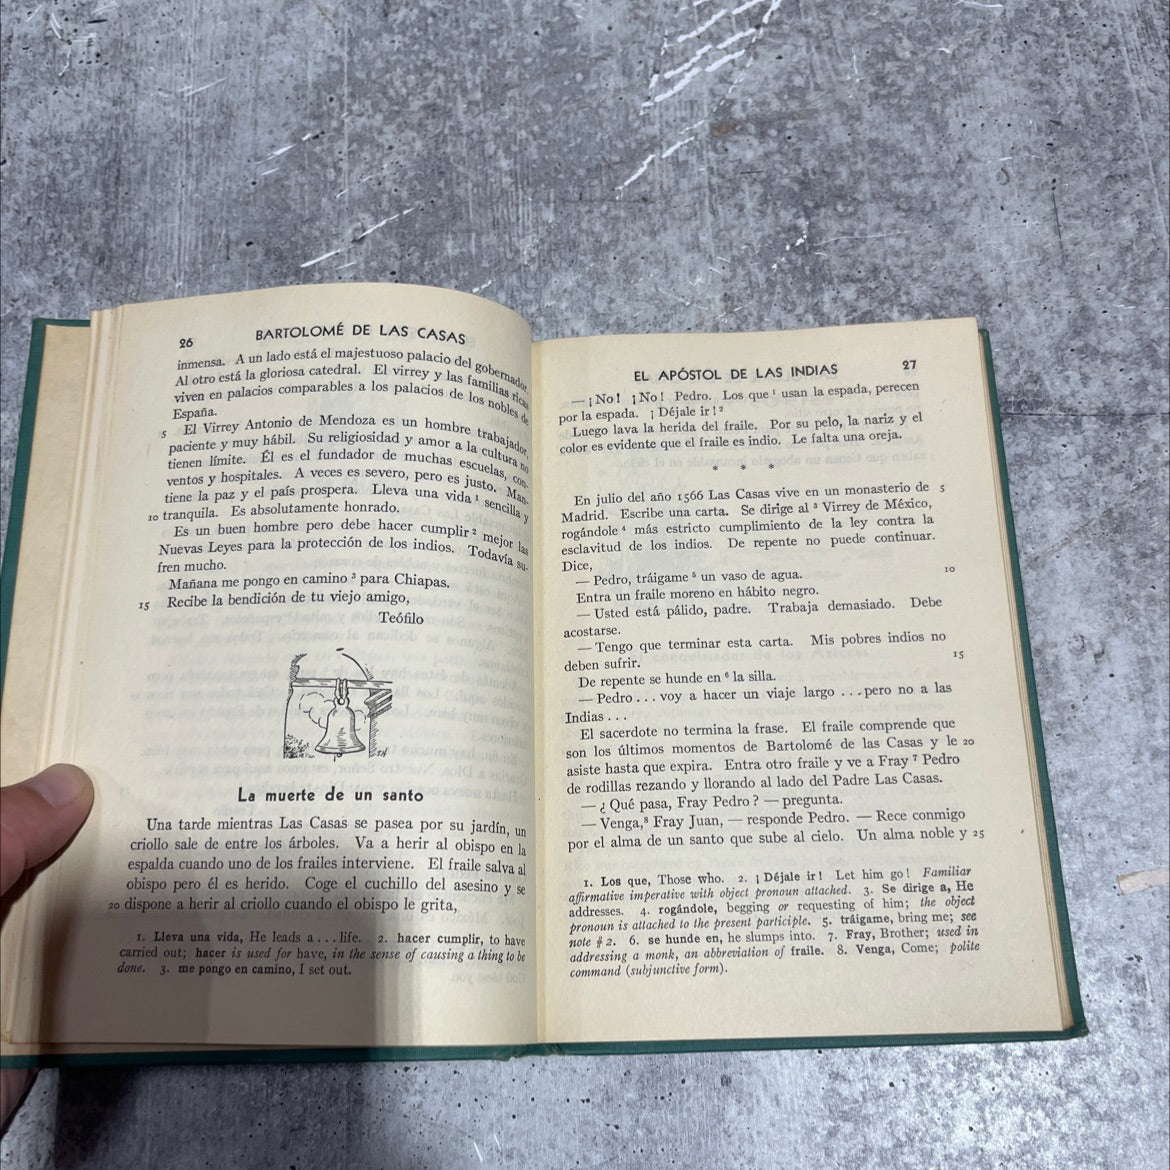 26
BARTOLOMÉ DE LAS CASAS
inmensa. A un lado está el majestuoso palacio del gobernador.
Al otro está la gloriosa catedral. El virrey y las familias ricas
viven en palacios comparables a los palacios de los nobles de
España.
5 El Virrey Antonio de Mendoza es un hombre trabajador,
paciente y muy hábil. Su religiosidad y amor a la cultura no
tienen límite. Él es el fundador de muchas escuelas, con-
ventos y hospitales. A veces es severo, pero es justo. Man-
tiene la paz y el país prospera. Lleva una vida ¹ sencilla y
10 tranquila. Es absolutamente honrado.
Es un buen hombre pero debe hacer cumplir ² mejor las
Nuevas Leyes para la protección de los indios. Todavía su-
fren mucho.
Mañana me pongo en camino ³ para Chiapas.
15 Recibe la bendición de tu viejo amigo,
Teófilo
La muerte de un santo
Una tarde mientras Las Casas se pasea por su jardín, un
criollo sale de entre los árboles. Va a herir al obispo en la
espalda cuando uno de los frailes interviene. El fraile salva al
obispo pero él es herido. Coge el cuchillo del asesino y se
20 dispone a herir al criollo cuando el obispo le grita,
1. Lleva una vida, He leads a . . . life. 2. hacer cumplir, to have
carried out; hacer is used for have, in the sense of causing a thing to be
done. 3. me pongo en camino, I set out.
EL APÓSTOL DE LAS INDIAS
27
— ¡ No ! ¡ No ! Pedro. Los que ¹ usan la espada, perecen
por la espada. ¡ Déjale ir ! ²
Luego lava la herida del fraile. Por su pelo, la nariz y el
color es evidente que el fraile es indio. Le falta una oreja.
* * *
En julio del año 1566 Las Casas vive en un monasterio de 5
Madrid. Escribe una carta. Se dirige al ³ Virrey de México,
rogándole ⁴ más estricto cumplimiento de la ley contra la
esclavitud de los indios. De repente no puede continuar.
Dice,
— Pedro, tráigame ⁵ un vaso de agua. 10
Entra un fraile moreno en hábito negro.
— Usted está pálido, padre. Trabaja demasiado. Debe
acostarse.
— Tengo que terminar esta carta. Mis pobres indios no
deben sufrir. 15
De repente se hunde en ⁶ la silla.
— Pedro . . . voy a hacer un viaje largo . . . pero no a las
Indias . . .
El sacerdote no termina la frase. El fraile comprende que
son los últimos momentos de Bartolomé de las Casas y le 20
asiste hasta que expira. Entra otro fraile y ve a Fray ⁷ Pedro
de rodillas rezando y llorando al lado del Padre Las Casas.
— ¿ Qué pasa, Fray Pedro ? — pregunta.
— Venga,⁸ Fray Juan, — responde Pedro. — Rece conmigo
por el alma de un santo que sube al cielo. Un alma noble y 25
1. Los que, Those who. 2. ¡ Déjale ir ! Let him go ! Familiar
affirmative imperative with object pronoun attached. 3. Se dirige a, He
addresses. 4. rogándole, begging or requesting of him; the object
pronoun is attached to the present participle. 5. tráigame, bring me; see
note # 2. 6. se hunde en, he slumps into. 7. Fray, Brother; used in
addressing a monk, an abbreviation of fraile. 8. Venga, Come; polite
command (subjunctive form).